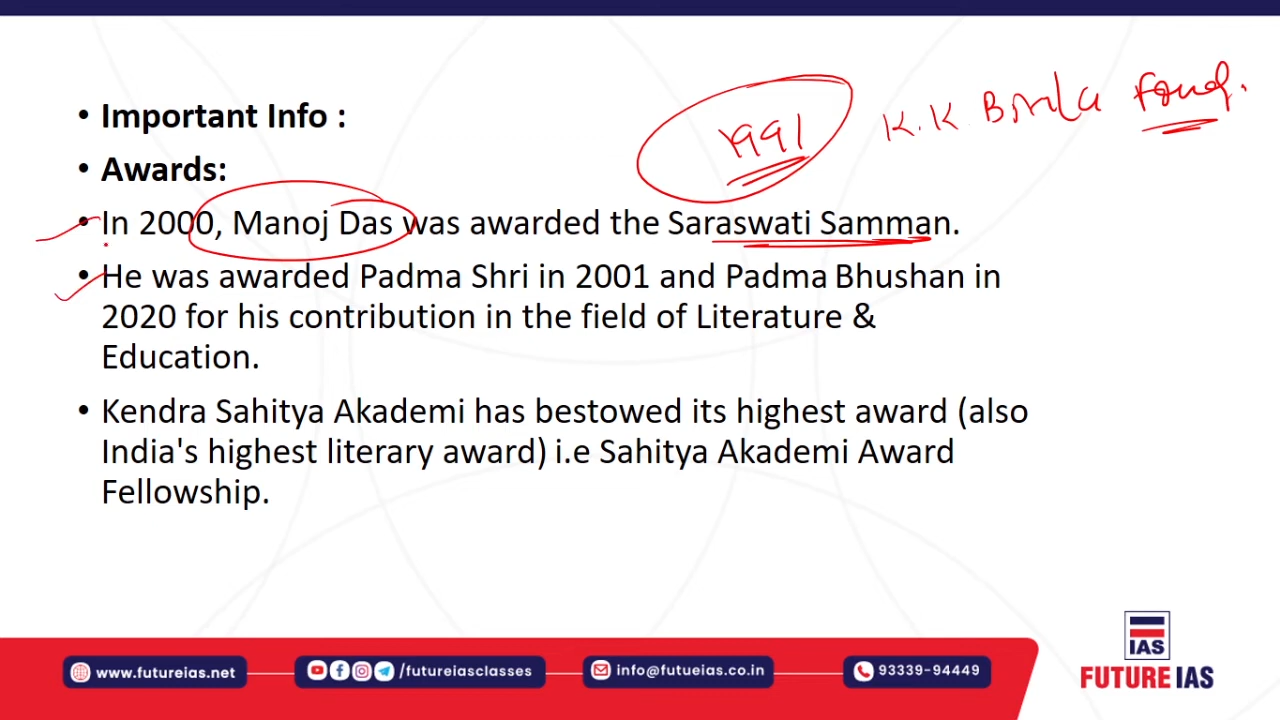 1991
K.K Birla Foud.
• Important Info :
• Awards:
• In 2000, Manoj Das was awarded the Saraswati Samman.
• He was awarded Padma Shri in 2001 and Padma Bhushan in
2020 for his contribution in the field of Literature &
Education.
• Kendra Sahitya Akademi has bestowed its highest award (also
India's highest literary award) i.e Sahitya Akademi Award
Fellowship.
www.futureias.net
/futureiasclasses
info@futueias.co.in
93339-94449
IAS
FUTURE IAS